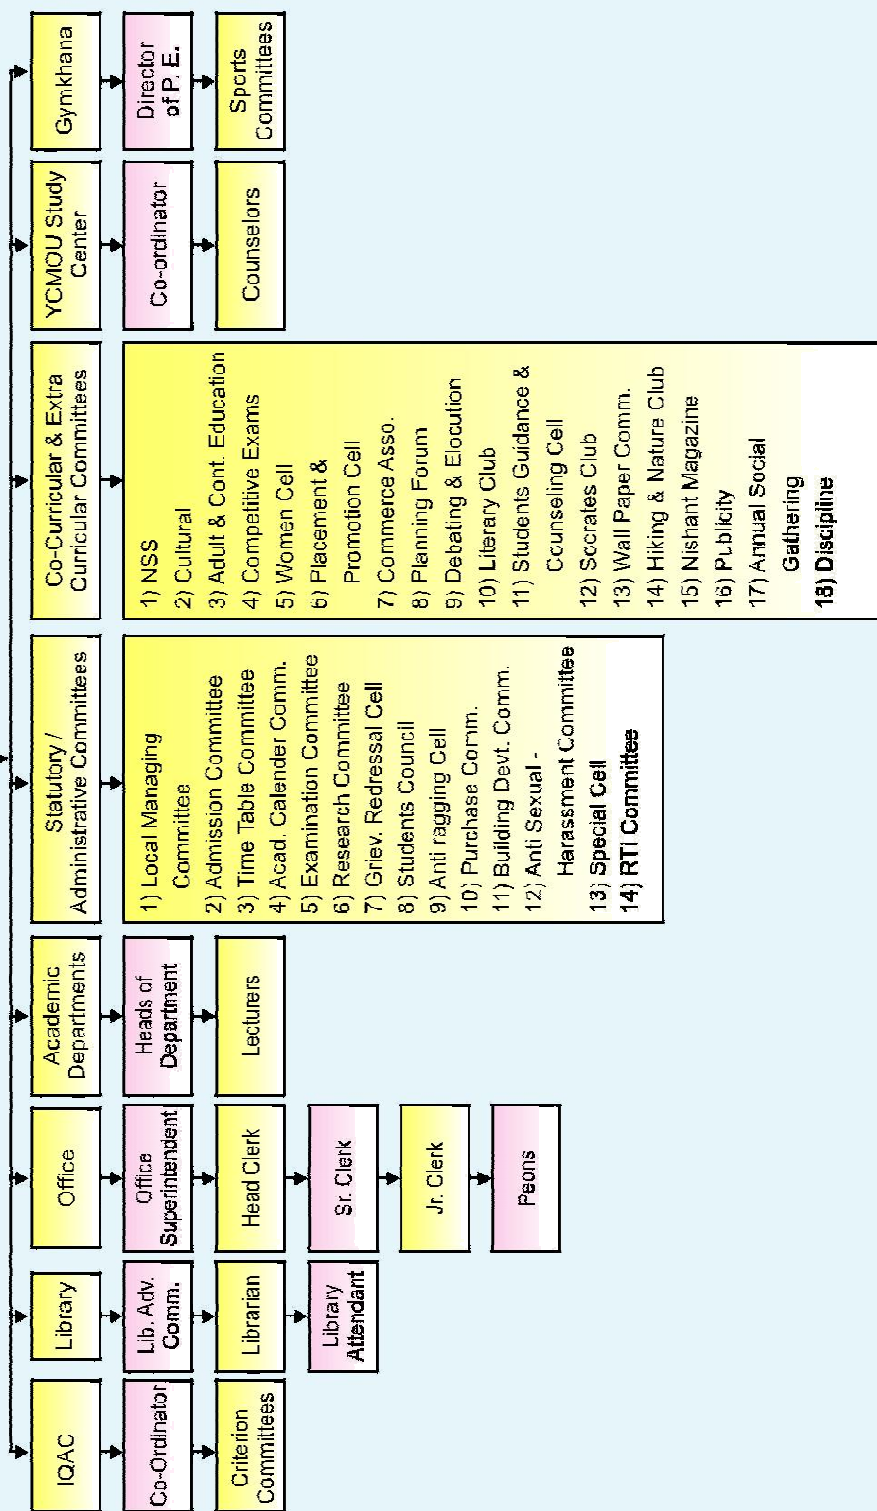 IQAC
Co-Ordinator
Criterion
Committees
Library
Lib. Adv.
Comm.
Librarian
Library
Attendant
Office
Office
Superintendent
Head Clerk
Sr. Clerk
Jr. Clerk
Peons
Academic
Departments
Heads of
Department
Lecturers
Statutory /
Administrative Committees
1) Local Managing
Committee
2) Admission Committee
3) Time Table Committee
4) Acad. Calender Comm.
5) Examination Committee
6) Research Committee
7) Griev. Redressal Cell
8) Students Council
9) Anti ragging Cell
10) Purchase Comm.
11) Building Devt. Comm.
12) Anti Sexual -
Harassment Committee
13) Special Cell
14) RTI Committee
Co-Curricular & Extra
Curricular Committees
1) NSS
2) Cultural
3) Adult & Cont. Education
4) Competitive Exams
5) Women Cell
6) Placement &
Promotion Cell
7) Commerce Asso.
8) Planning Forum
9) Debating & Elocution
10) Literary Club
11) Students Guidance &
Counseling Cell
12) Socrates Club
13) Wall Paper Comm.
14) Hiking & Nature Club
15) Nishant Magazine
16) Publicity
17) Annual Social
Gathering
18) Discipline
YCMOU Study
Center
Co-ordinator
Counselors
Gymkhana
Director
of P. E.
Sports
Committees